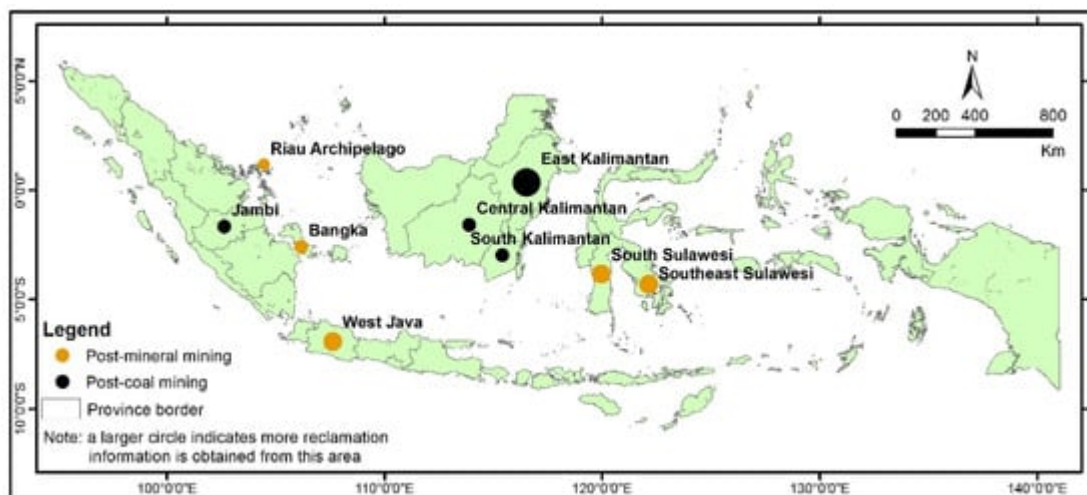 N
0 200 400 800
Km
5°0'0"N
0°0'0"
5°0'0"S
10°0'0"S
Riau Archipelago
East Kalimantan
Jambi
Central Kalimantan
Bangka
South Kalimantan
South Sulawesi
Southeast Sulawesi
West Java
Legend
Post-mineral mining
Post-coal mining
Province border
Note: a larger circle indicates more reclamation
information is obtained from this area
100°0'0"E 110°0'0"E 120°0'0"E 130°0'0"E 140°0'0"E